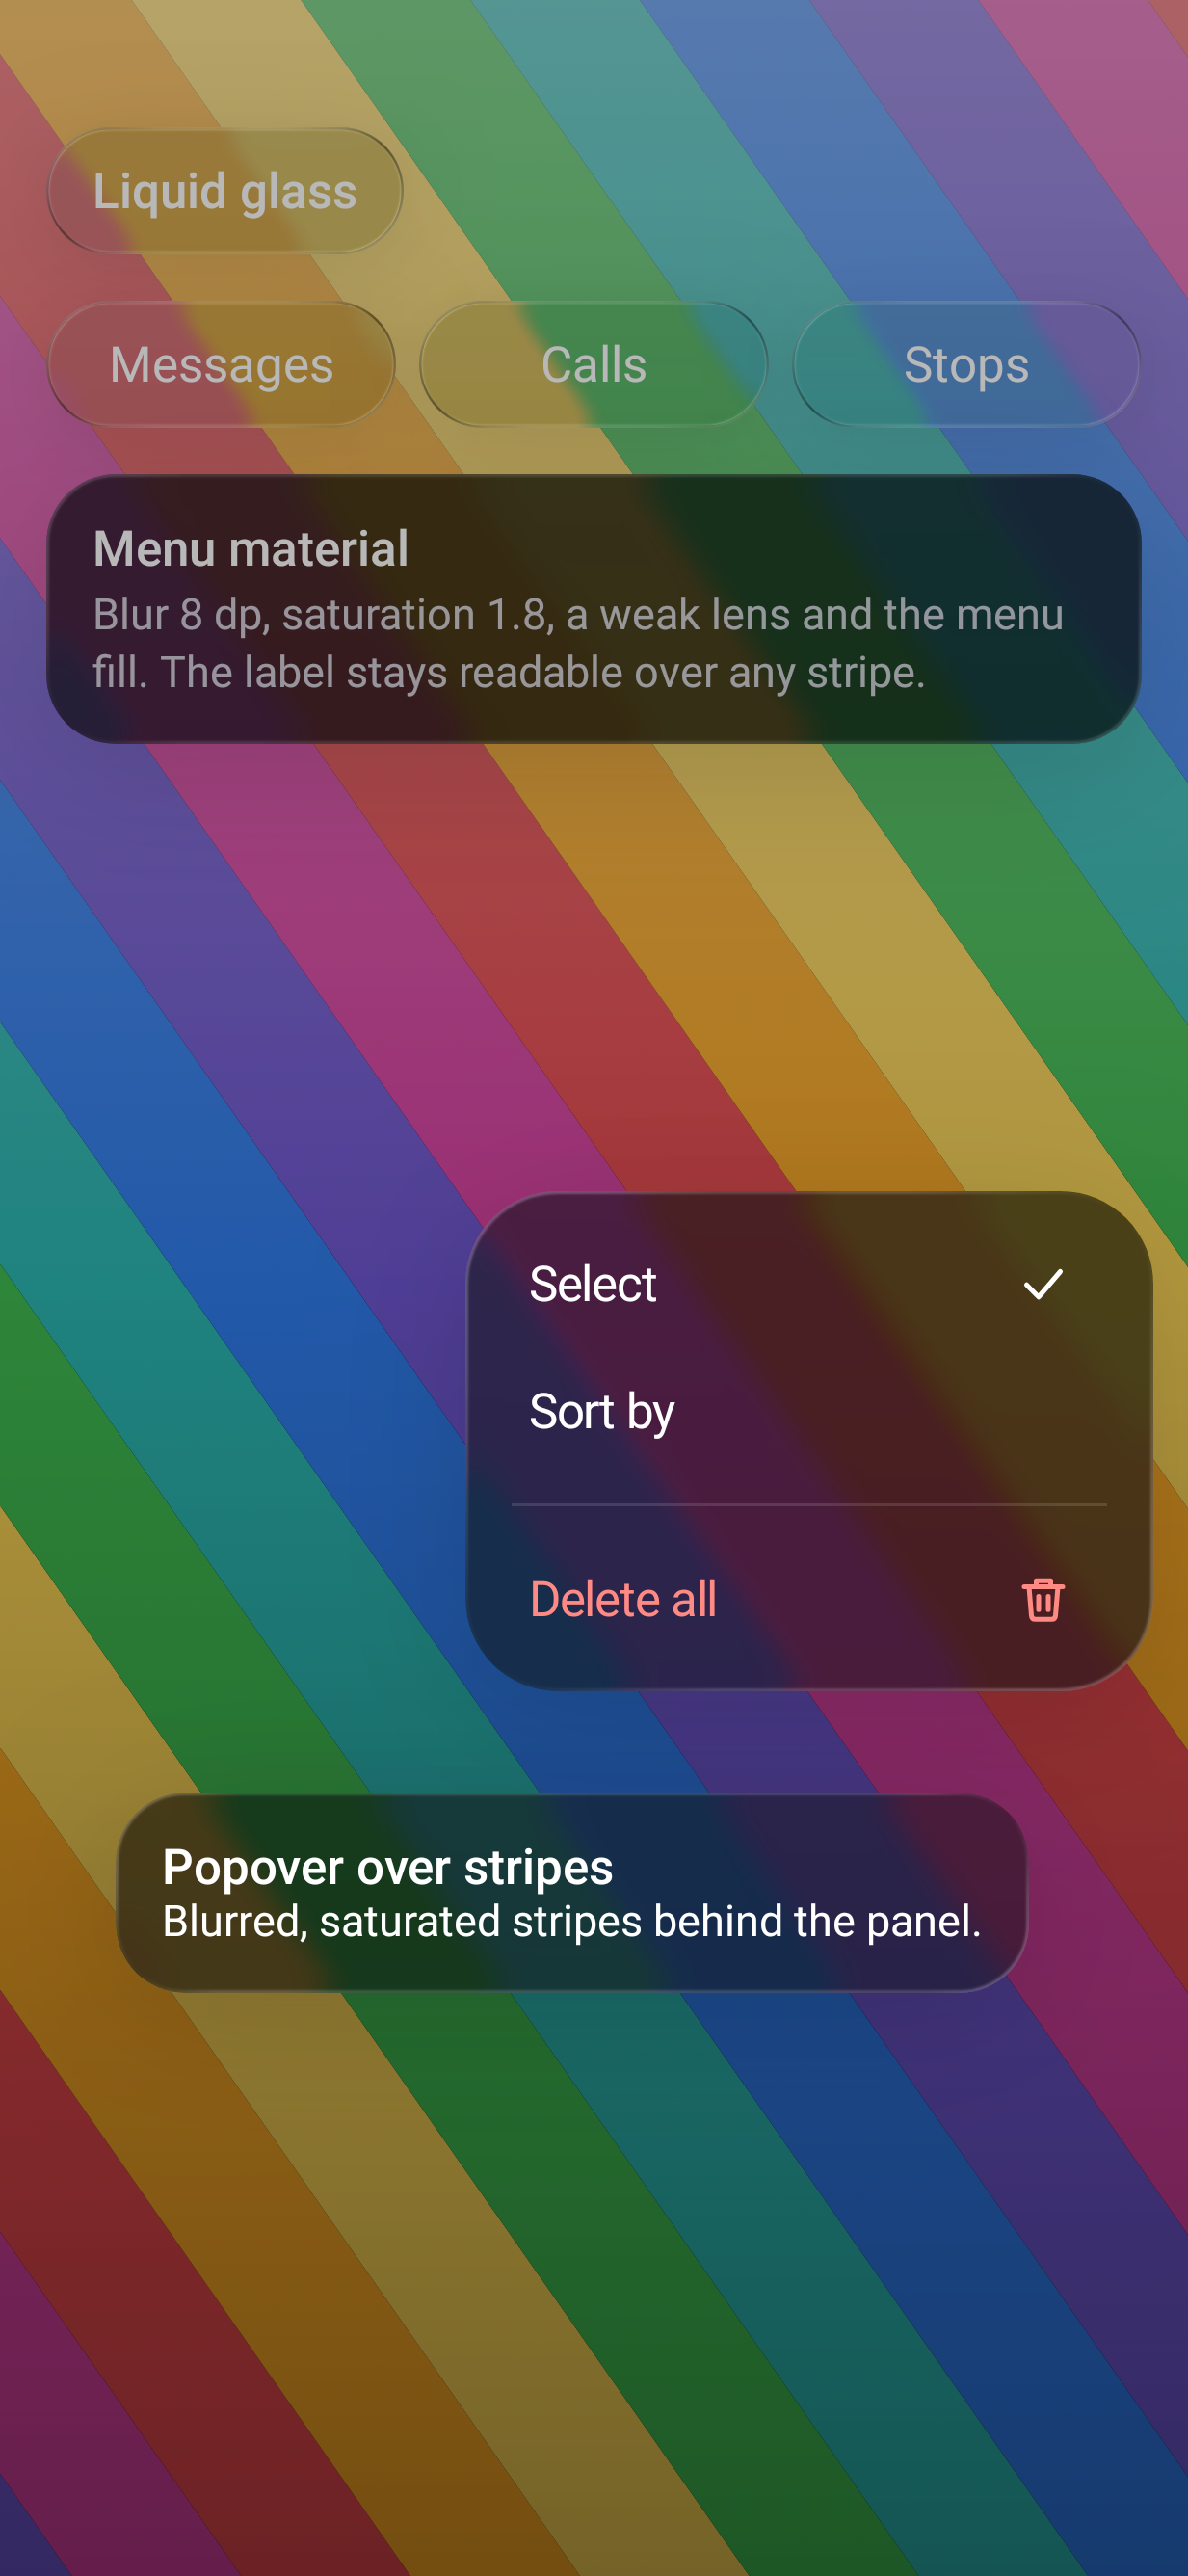 Liquid glass
Messages
Calls
Stops
Menu material
Blur 8 dp, saturation 1.8, a weak lens and the menu
fill. The label stays readable over any stripe.
Select
Sort by
Delete all
Popover over stripes
Blurred, saturated stripes behind the panel.